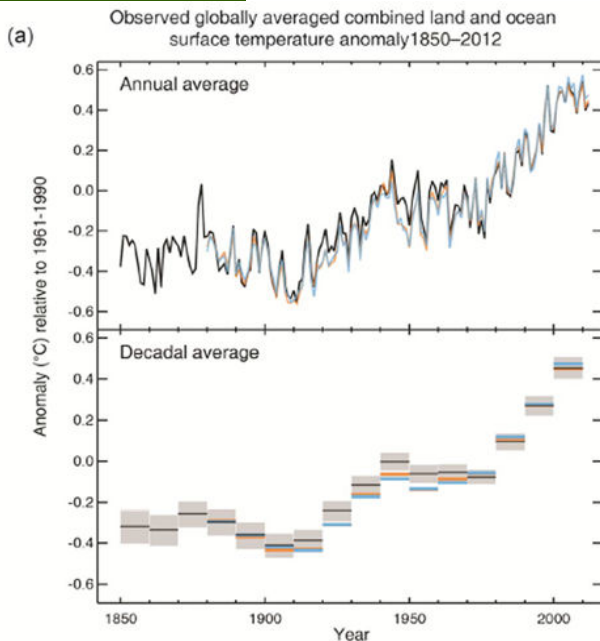 Observed globally averaged combined land and ocean
(a)
surface temperature anomaly1850–2012
Annual average
0.6
0.4
0.2
0.0
-0.2
-0.4
-0.6
Anomaly (°C) relative to 1961-1990
Decadal average
0.6
0.4
0.2
0.0
-0.2
-0.4
-0.6
1850 1900 1950 2000
Year